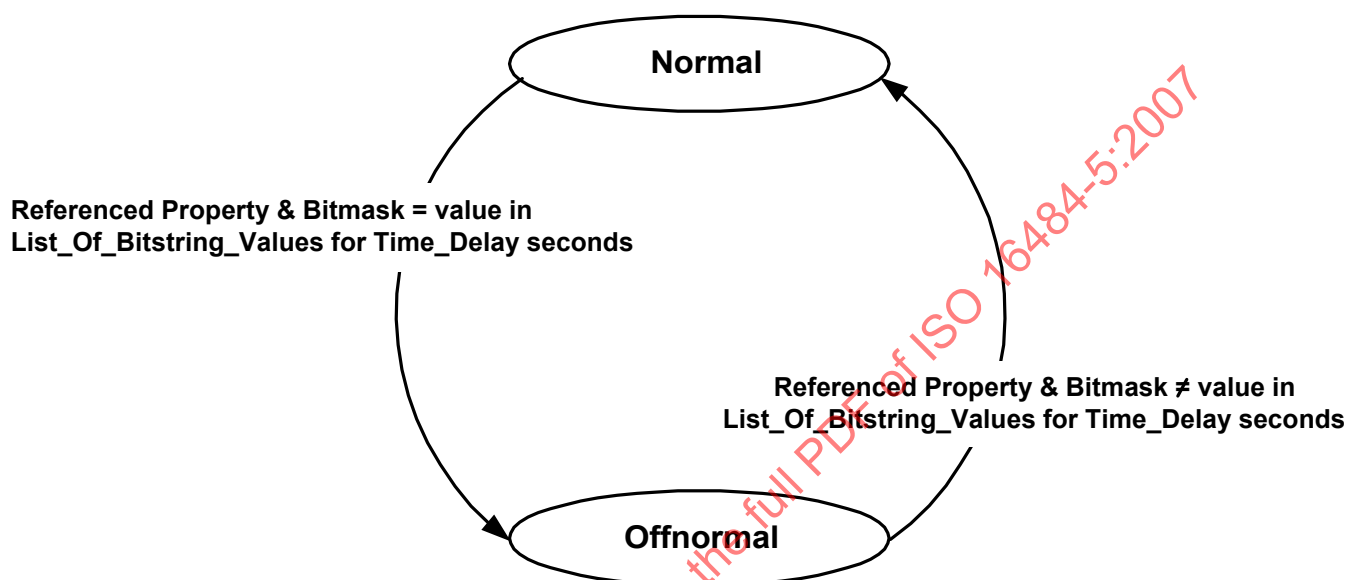 Normal
Referenced Property & Bitmask = value in
List_Of_Bitstring_Values for Time_Delay seconds
Referenced Property & Bitmask ≠ value in
List_Of_Bitstring_Values for Time_Delay seconds
Offnormal
the full PDF of ISO 16484-5:2007